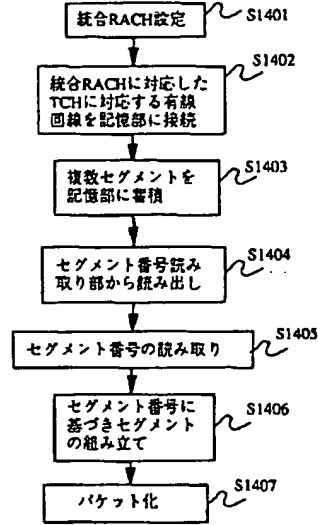 統合RACH設定
S1401
統合RACHに対応した
TCHに対応する有線
回線を記憶部に接続
S1402
複数セグメントを
記憶部に蓄積
S1403
セグメント番号読み
取り部から読み出し
S1404
セグメント番号の読み取り
S1405
セグメント番号に
基づきセグメント
の組み立て
S1406
パケット化
S1407